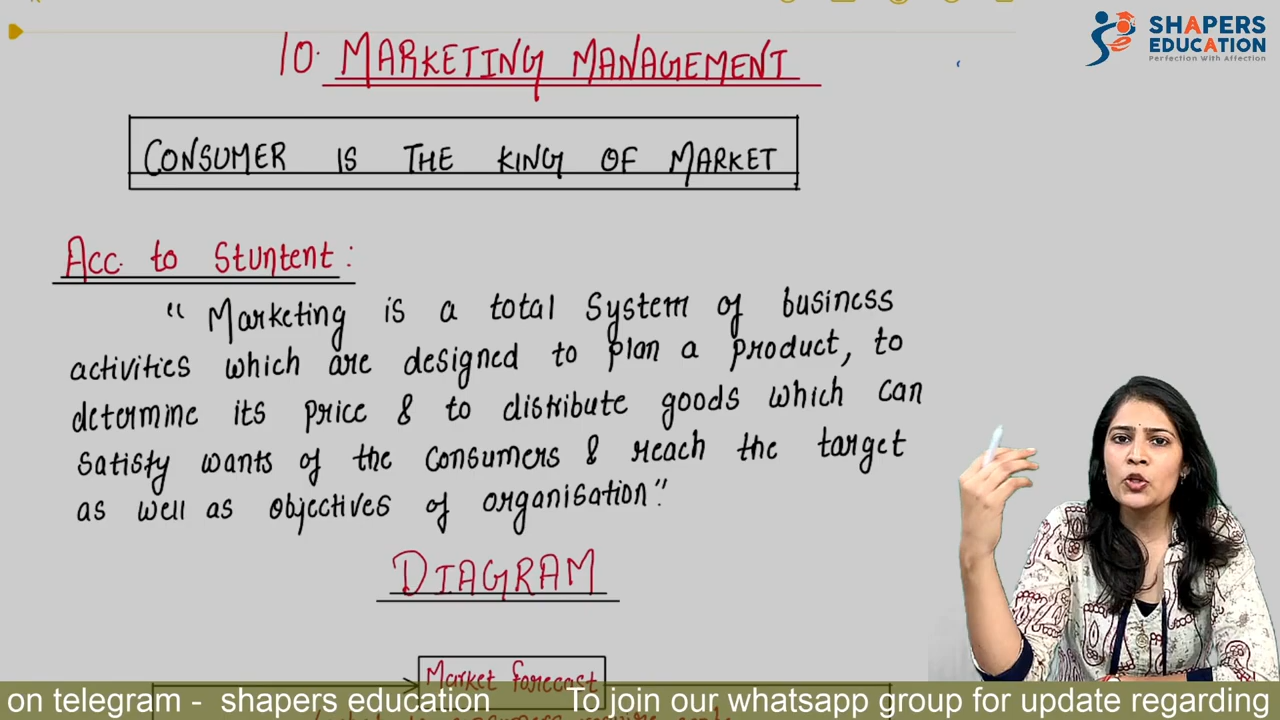 SHAPERS
EDUCATION
Perfection With Affection
10. MARKETING MANAGEMENT
CONSUMER IS THE KING OF MARKET
Acc. to Stuntent:
"Marketing is a total system of business
activities which are designed to plan a product, to
determine its price & to distribute goods which can
satisfy wants of the consumers & reach the target
as well as objectives of organisation"
DIAGRAM
Market forecast
on telegram - shapers education To join our whatsapp group for update regarding